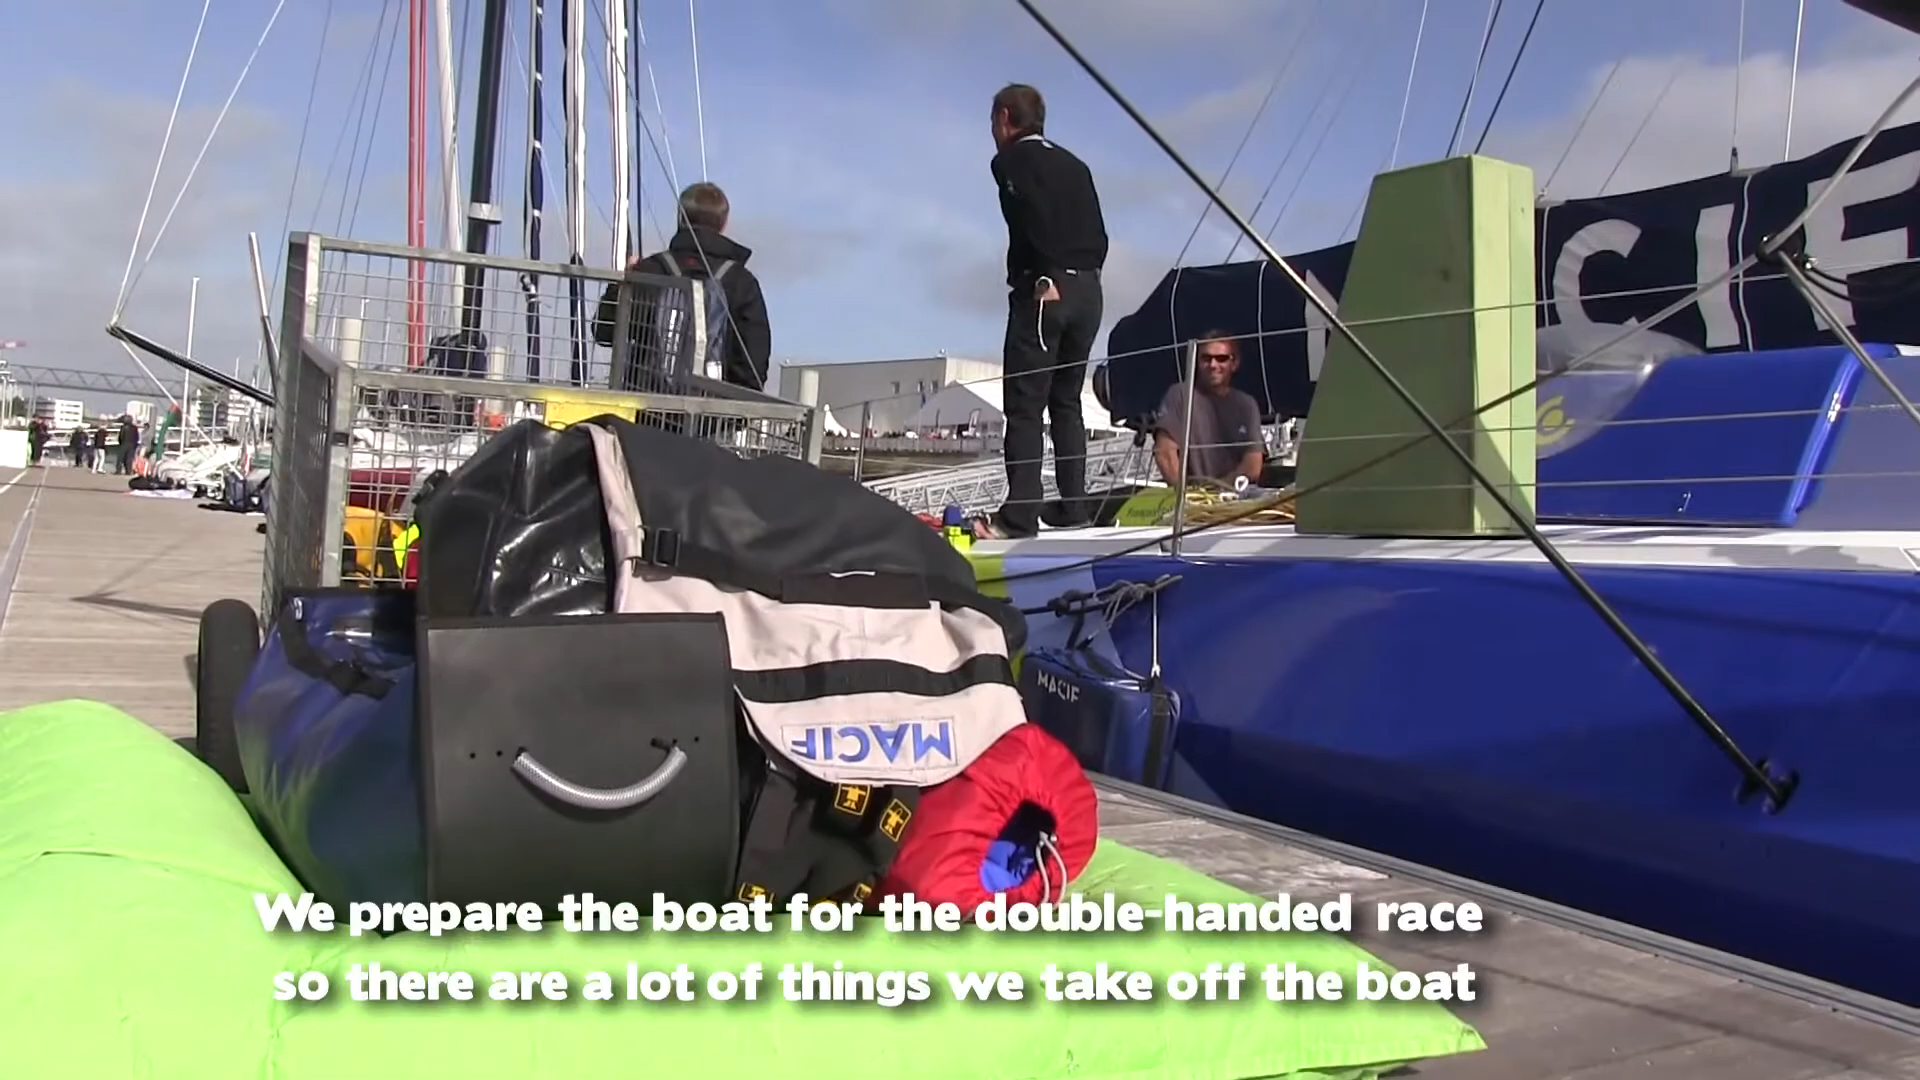 MACIF
MACIF
MACIF
We prepare the boat for the double-handed race
so there are a lot of things we take off the boat